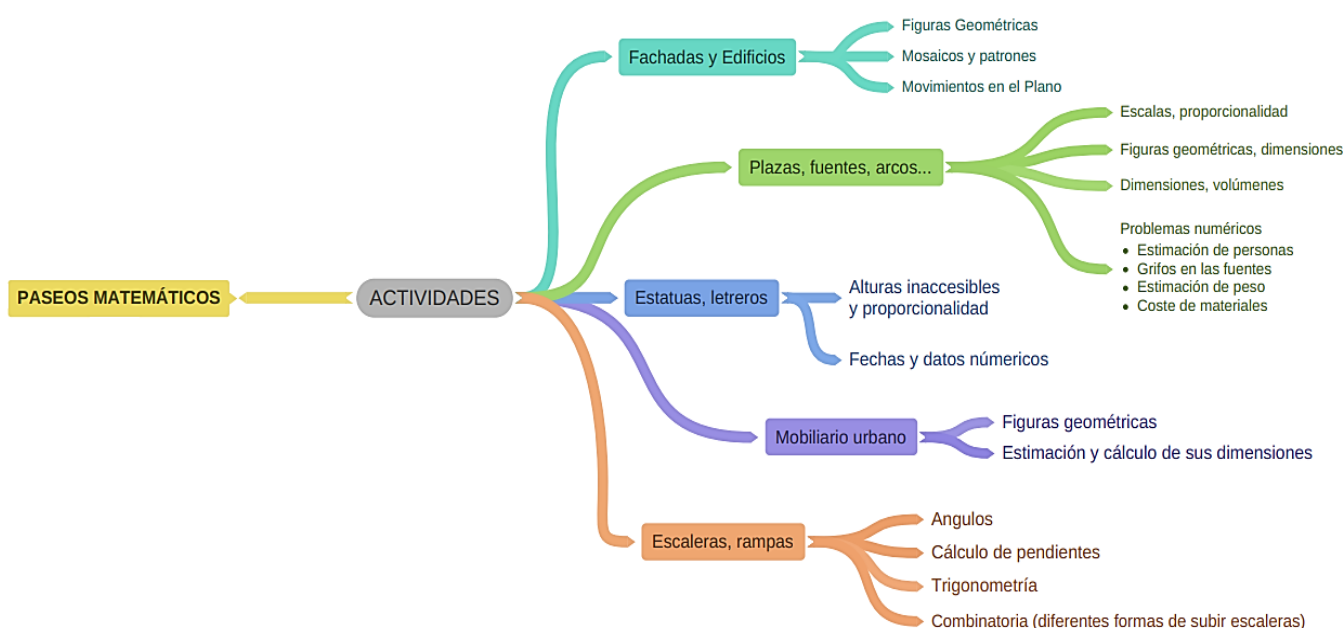 PASEOS MATEMÁTICOS
ACTIVIDADES
Fachadas y Edificios
Figuras Geométricas
Mosaicos y patrones
Movimientos en el Plano
Plazas, fuentes, arcos...
Escalas, proporcionalidad
Figuras geométricas, dimensiones
Dimensiones, volúmenes
Problemas numéricos
• Estimación de personas
• Grifos en las fuentes
• Estimación de peso
• Coste de materiales
Estatuas, letreros
Alturas inaccesibles
y proporcionalidad
Fechas y datos númericos
Mobiliario urbano
Figuras geométricas
Estimación y cálculo de sus dimensiones
Escaleras, rampas
Angulos
Cálculo de pendientes
Trigonometría
Combinatoria (diferentes formas de subir escaleras)